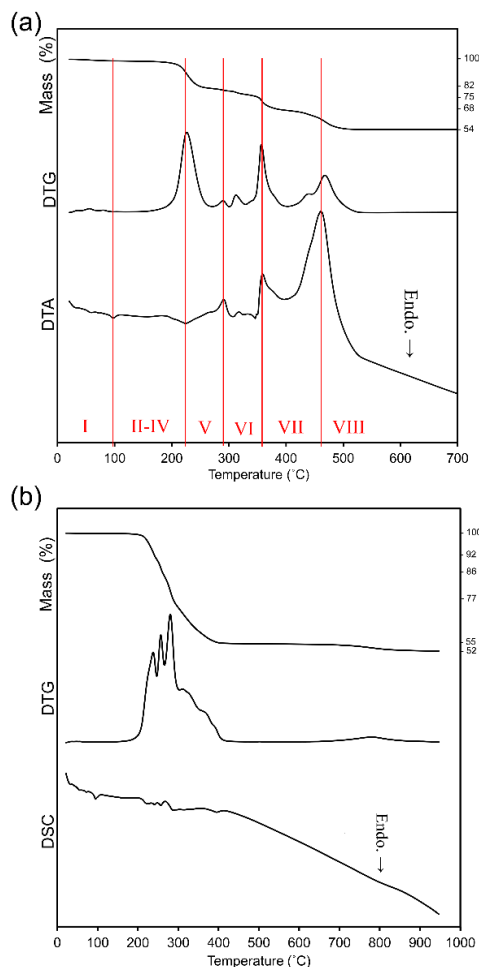 (a)
Mass (%)
100
82
75
68
54
DTG
DTA
Endo. ↓
I II-IV V VI VII VIII
0 100 200 300 400 500 600 700
Temperature (°C)
(b)
Mass (%)
100
92
86
77
55
52
DTG
DSC
Endo. ↓
0 100 200 300 400 500 600 700 800 900 1000
Temperature (°C)